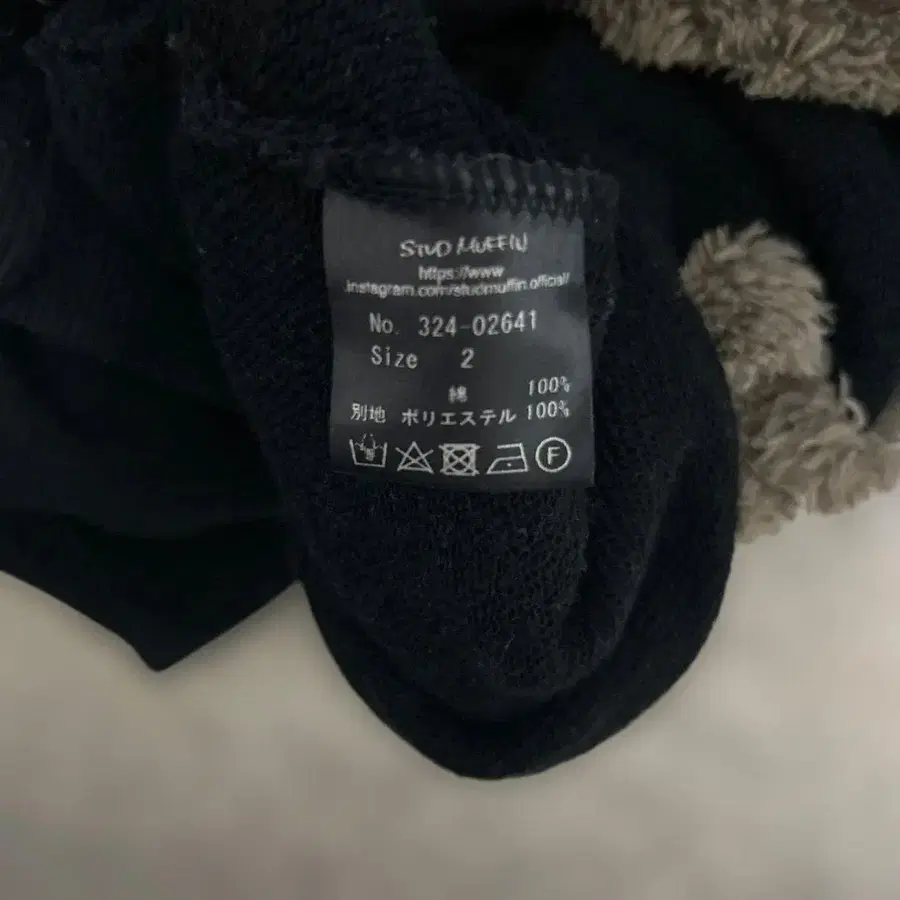 STUD MUFFIN
https://www
.instagram.com/studmuffin.official/
No. 324-02641
Size 2
綿 100%
別地 ポリエステル 100%
F